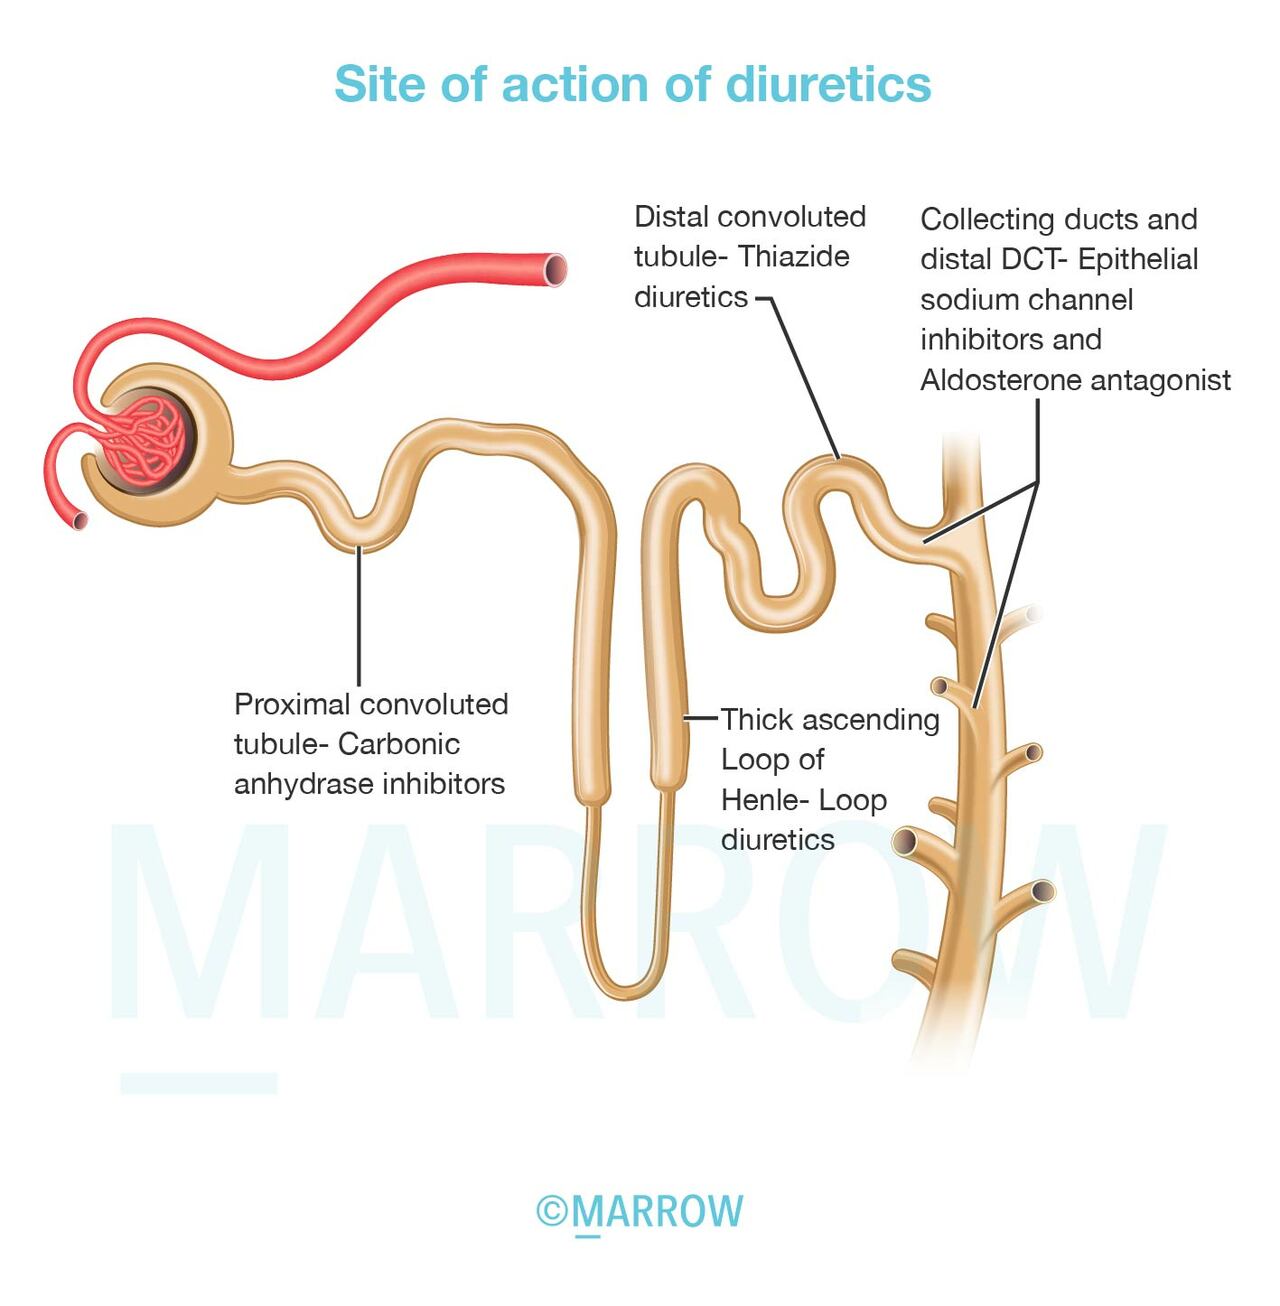 Site of action of diuretics
Distal convoluted
tubule- Thiazide
diuretics
Collecting ducts and
distal DCT- Epithelial
sodium channel
inhibitors and
Aldosterone antagonist
Proximal convoluted
tubule- Carbonic
anhydrase inhibitors
Thick ascending
Loop of
Henle- Loop
diuretics
MARROW
©MARROW